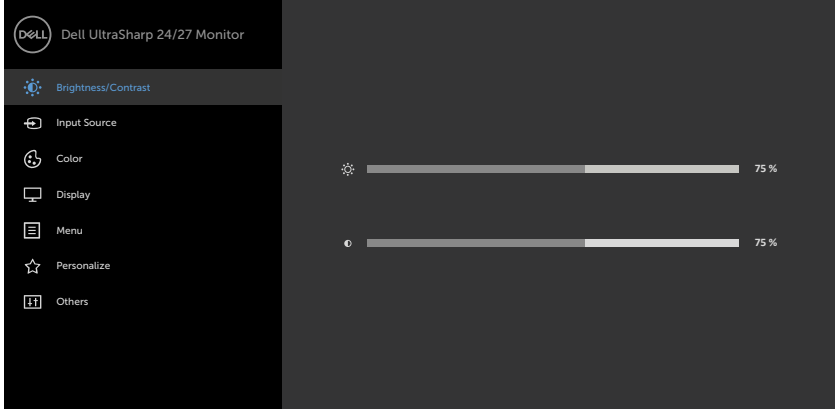 DELL
Dell UltraSharp 24/27 Monitor
Brightness/Contrast
Input Source
Color
Display
Menu
Personalize
Others
75 %
75 %